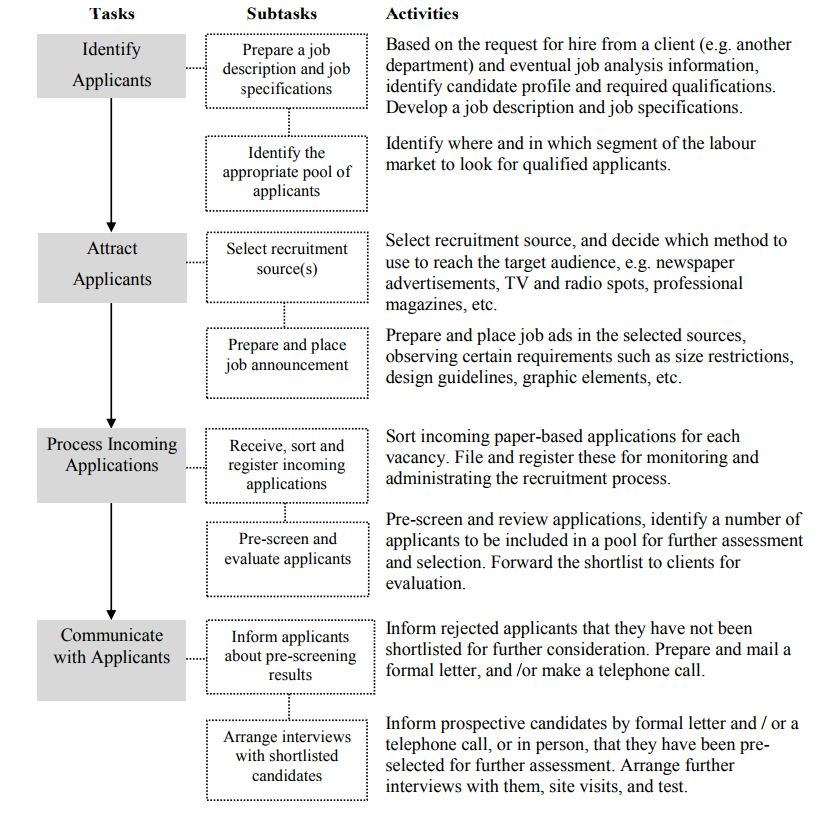 Tasks
Subtasks
Activities
Identify
Applicants
Prepare a job
description and job
specifications
Based on the request for hire from a client (e.g. another
department) and eventual job analysis information,
identify candidate profile and required qualifications.
Develop a job description and job specifications.
Identify the
appropriate pool of
applicants
Identify where and in which segment of the labour
market to look for qualified applicants.
Attract
Applicants
Select recruitment
source(s)
Select recruitment source, and decide which method to
use to reach the target audience, e.g. newspaper
advertisements, TV and radio spots, professional
magazines, etc.
Prepare and place
job announcement
Prepare and place job ads in the selected sources,
observing certain requirements such as size restrictions,
design guidelines, graphic elements, etc.
Process Incoming
Applications
Receive, sort and
register incoming
applications
Sort incoming paper-based applications for each
vacancy. File and register these for monitoring and
administrating the recruitment process.
Pre-screen and
evaluate applicants
Pre-screen and review applications, identify a number of
applicants to be included in a pool for further assessment
and selection. Forward the shortlist to clients for
evaluation.
Communicate
with Applicants
Inform applicants
about pre-screening
results
Inform rejected applicants that they have not been
shortlisted for further consideration. Prepare and mail a
formal letter, and /or make a telephone call.
Arrange interviews
with shortlisted
candidates
Inform prospective candidates by formal letter and / or a
telephone call, or in person, that they have been pre-
selected for further assessment. Arrange further
interviews with them, site visits, and test.